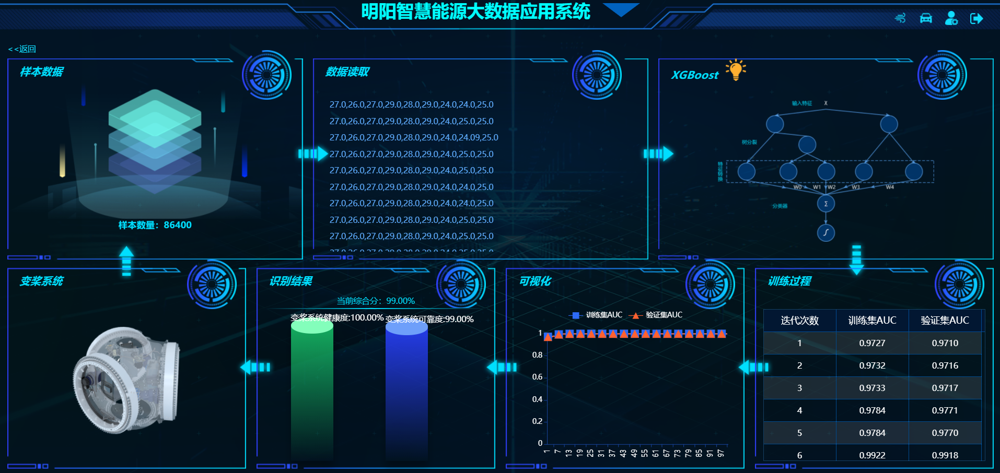 明阳智慧能源大数据应用系统
<<返回
样本数据
样本数量：86400
数据读取
27.0,26.0,27.0,29.0,28.0,29.0,24.0,24.0,25.0
27.0,26.0,27.0,29.0,28.0,29.0,24.0,25.0,25.0
27.0,26.0,27.0,29.0,28.0,29.0,24.0,24.09,25.0
27.0,26.0,27.0,29.0,28.0,29.0,24.0,25.0,25.0
27.0,26.0,27.0,29.0,28.0,29.0,24.0,25.0,25.0
27.0,26.0,27.0,29.0,28.0,29.0,24.0,24.0,25.0
27.0,26.0,27.0,29.0,28.0,29.0,24.0,24.0,25.0
27.0,26.0,27.0,29.0,28.0,29.0,24.0,25.0,25.0
27.0,26.0,27.0,29.0,28.0,29.0,24.0,25.0,25.0
XGBoost
输入特征 X
树分裂
特征转换
W0 W1 W2 W3 W4
分类器
Σ
∫
变桨系统
识别结果
当前综合分：99.00%
变桨系统健康度:100.00%
变桨系统可靠度:99.00%
可视化
训练集AUC 验证集AUC
1
0.8
0.6
0.4
0.2
0
1 7 13 19 25 31 37 43 49 55 61 67 73 79 85 91 97
训练过程
迭代次数 训练集AUC 验证集AUC
1 0.9727 0.9710
2 0.9732 0.9716
3 0.9733 0.9717
4 0.9784 0.9771
5 0.9784 0.9770
6 0.9922 0.9918